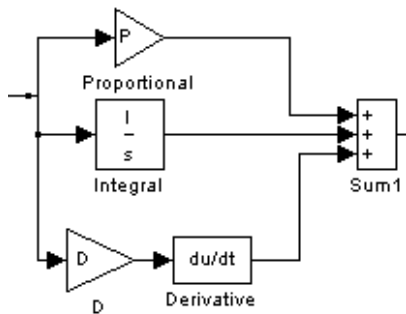 P
Proportional
I
s
Integral
+
+
+
Sum1
D
D
du/dt
Derivative